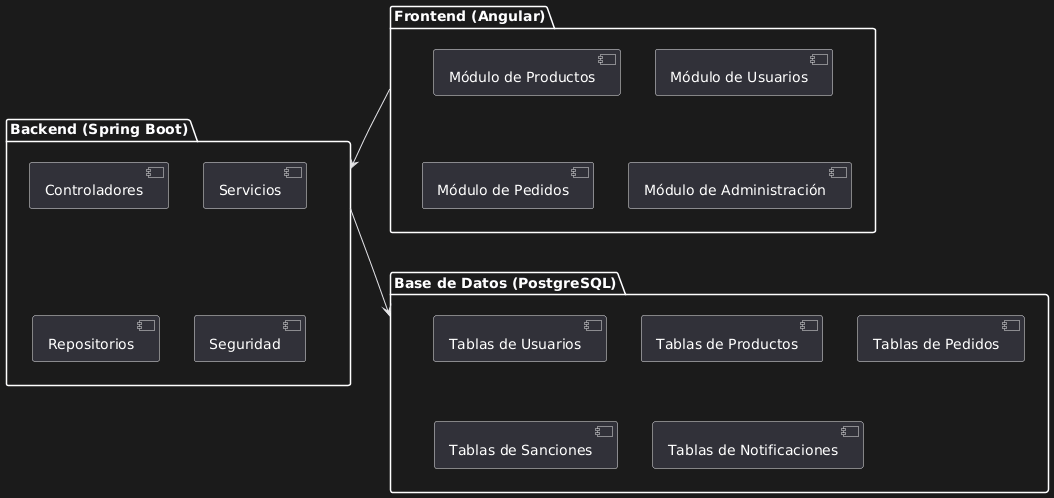 Frontend (Angular)
Módulo de Productos
Módulo de Usuarios
Módulo de Pedidos
Módulo de Administración
Backend (Spring Boot)
Controladores
Servicios
Repositorios
Seguridad
Base de Datos (PostgreSQL)
Tablas de Usuarios
Tablas de Productos
Tablas de Pedidos
Tablas de Sanciones
Tablas de Notificaciones